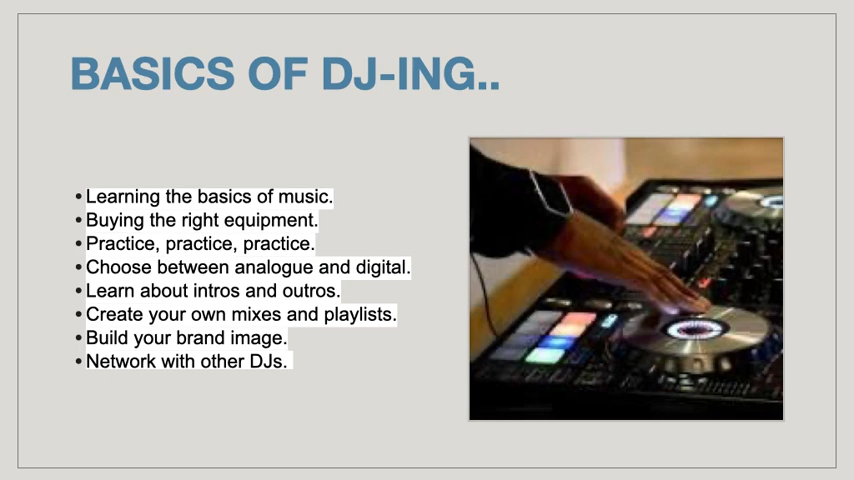 BASICS OF DJ-ING..
• Learning the basics of music.
• Buying the right equipment.
• Practice, practice, practice.
• Choose between analogue and digital.
• Learn about intros and outros.
• Create your own mixes and playlists.
• Build your brand image.
• Network with other DJs.